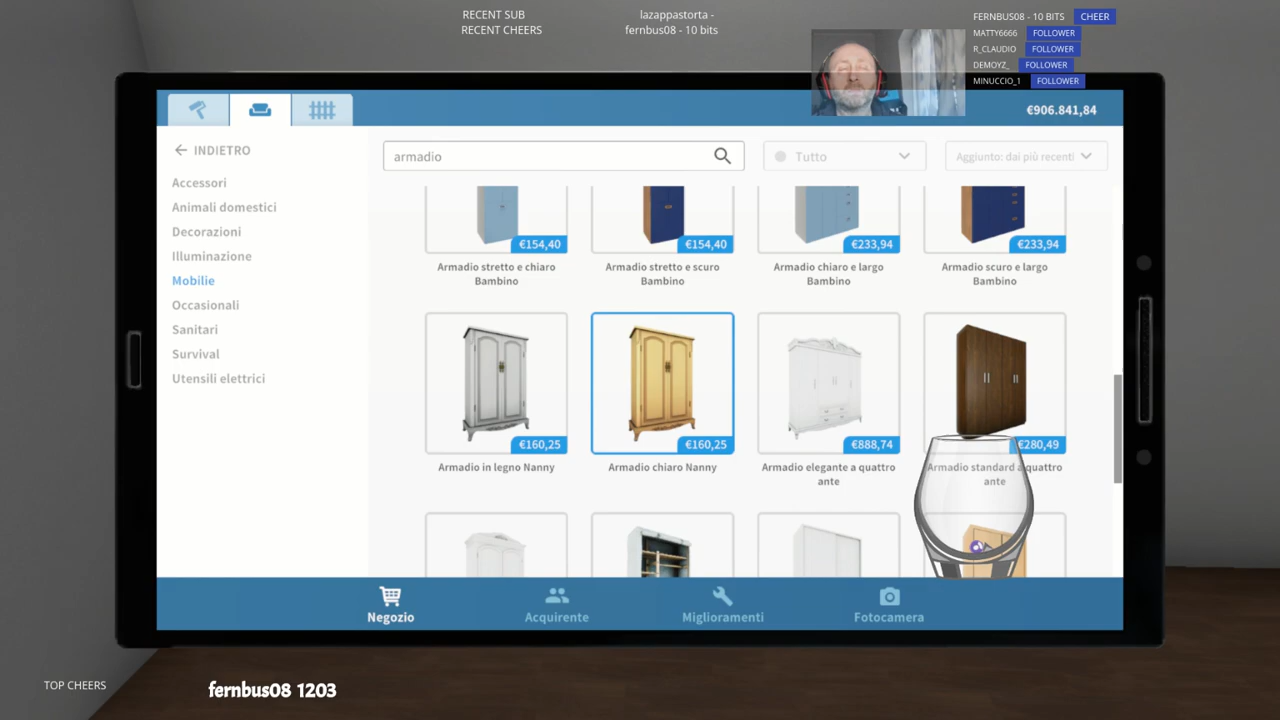 RECENT SUB
lazappastorta -
RECENT CHEERS
fernbus08 - 10 bits
FERNBUS08 - 10 BITS CHEER
MATTY6666 FOLLOWER
R_CLAUDIO FOLLOWER
DEMOYZ_ FOLLOWER
MINUCCIO_1 FOLLOWER
€906.841,84
INDIETRO
Accessori
Animali domestici
Decorazioni
Illuminazione
Mobilie
Occasionali
Sanitari
Survival
Utensili elettrici
armadio
Tutto
Aggiunto: dai più recenti
€154,40
€154,40
€233,94
€233,94
Armadio stretto e chiaro
Bambino
Armadio stretto e scuro
Bambino
Armadio chiaro e largo
Bambino
Armadio scuro e largo
Bambino
€160,25
€160,25
€888,74
€280,49
Armadio in legno Nanny
Armadio chiaro Nanny
Armadio elegante a quattro
ante
Armadio standard a quattro
ante
Negozio
Acquirente
Miglioramenti
Fotocamera
TOP CHEERS
fernbus08 1203